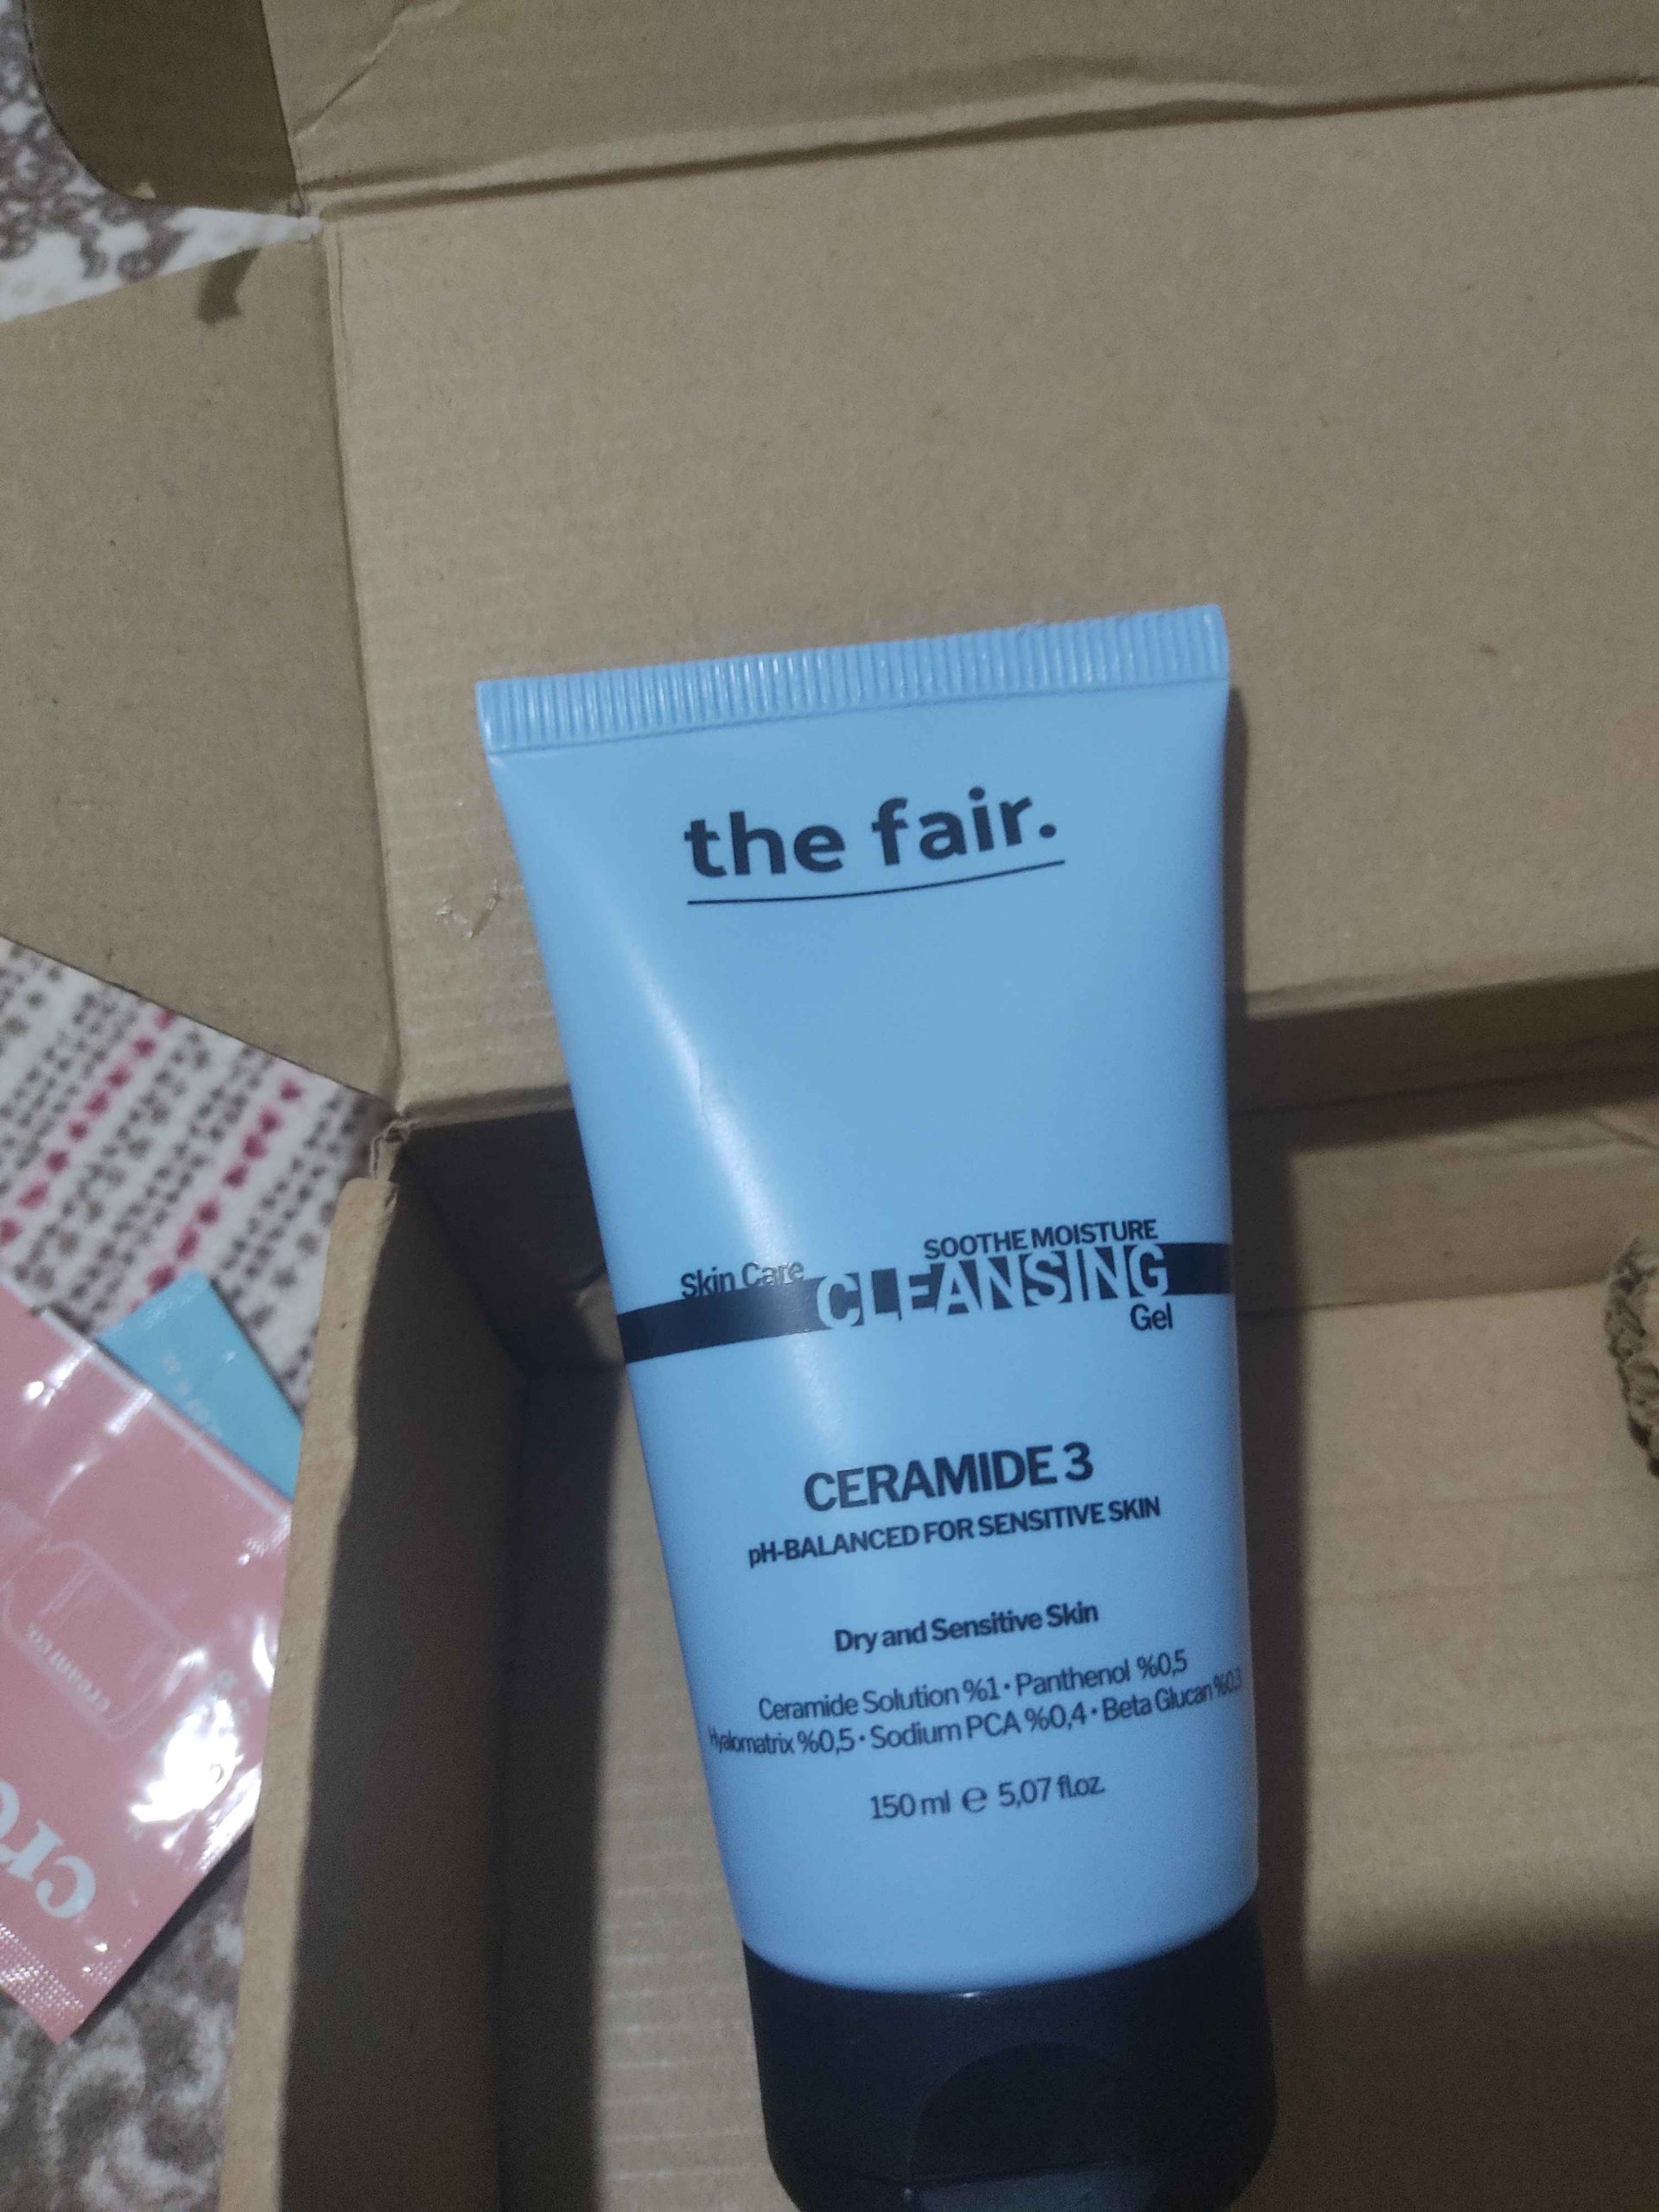 the fair.
SOOTHE MOISTURE
Skin Care
CLEANSING
Gel
CERAMIDE 3
pH-BALANCED FOR SENSITIVE SKIN
Dry and Sensitive Skin
Ceramide Solution %1 • Panthenol %0,5
Hyalomatrix %0,5 • Sodium PCA %0,4 • Beta Glucan %0,3
150 ml ℮ 5,07 fl.oz.